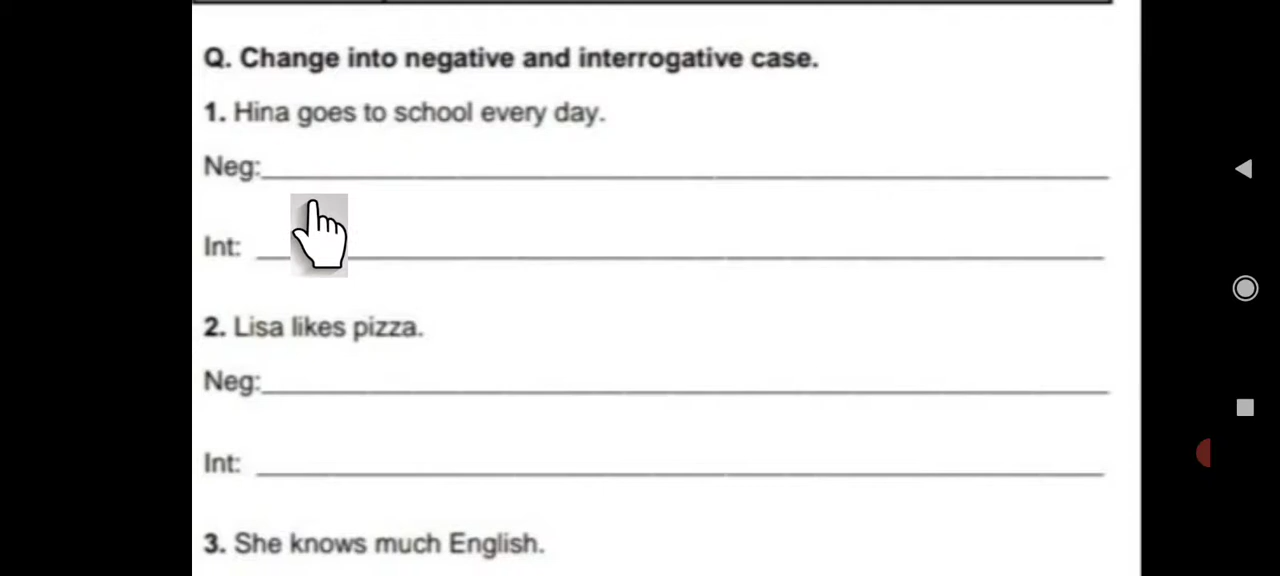 Q. Change into negative and interrogative case.
1. Hina goes to school every day.
Neg:
Int:
2. Lisa likes pizza.
Neg:
Int:
3. She knows much English.